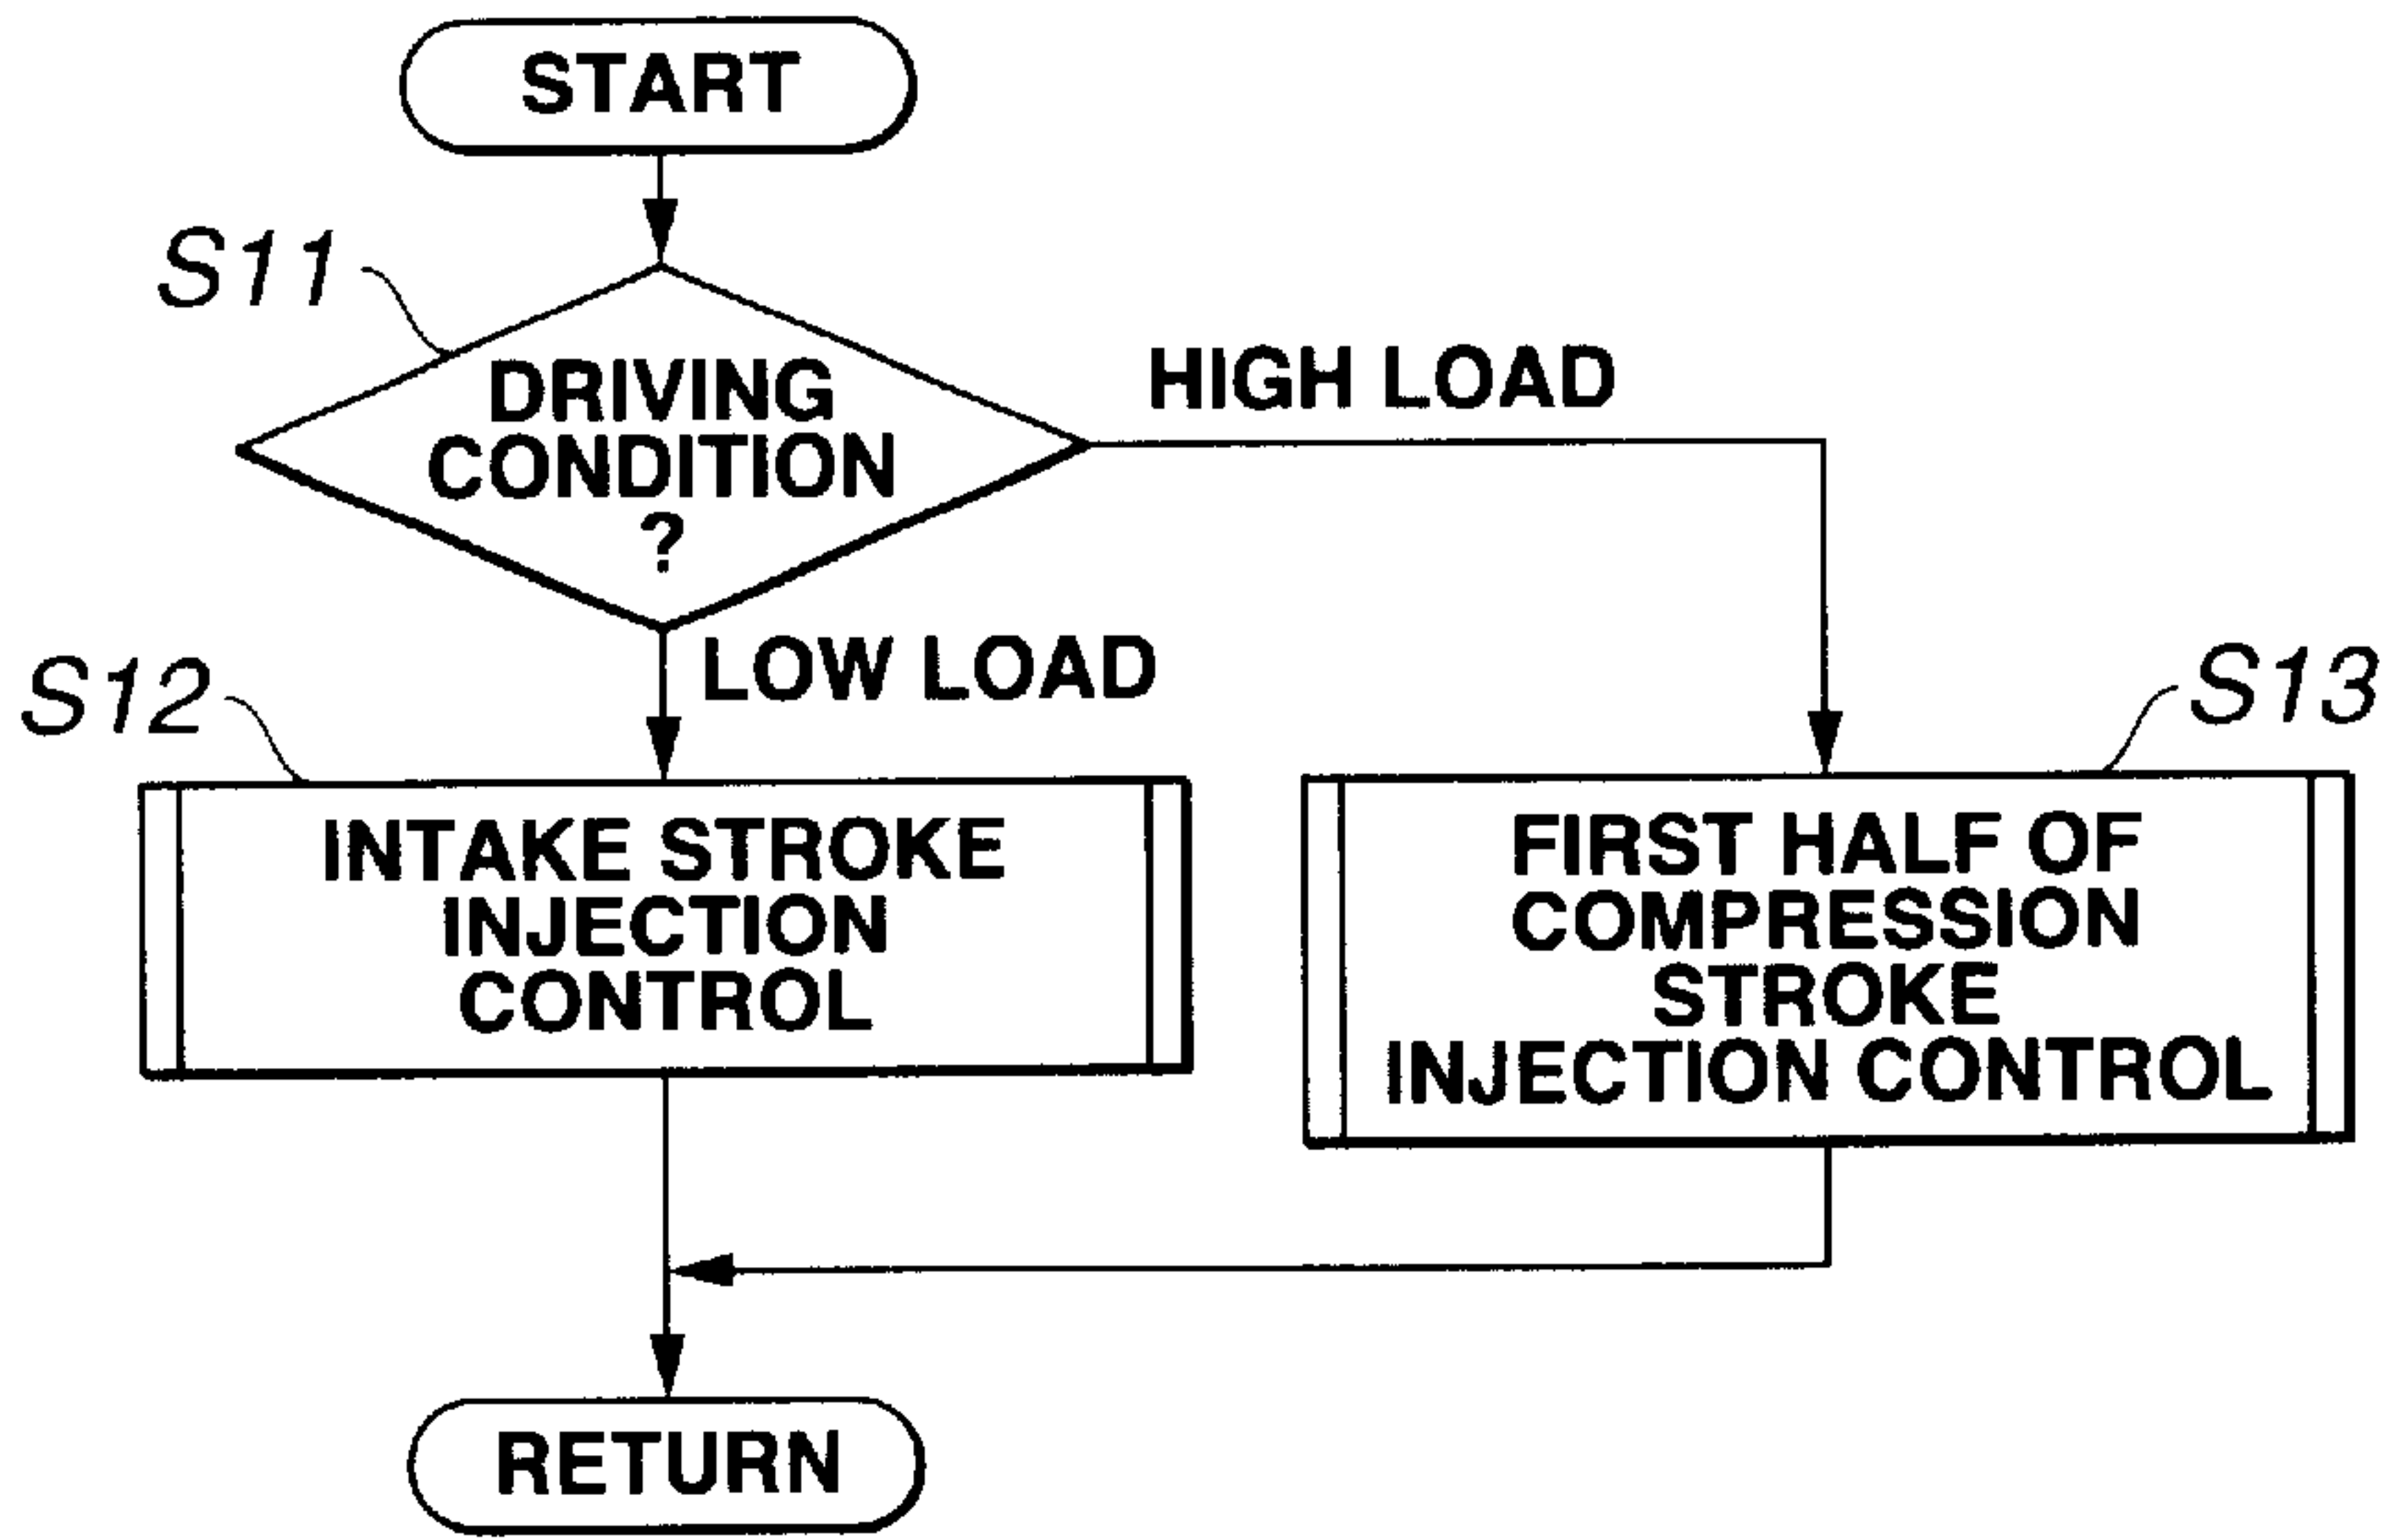 START
S11
DRIVING
CONDITION
?
HIGH LOAD
LOW LOAD
S12
S13
INTAKE STROKE
INJECTION
CONTROL
FIRST HALF OF
COMPRESSION
STROKE
INJECTION CONTROL
RETURN